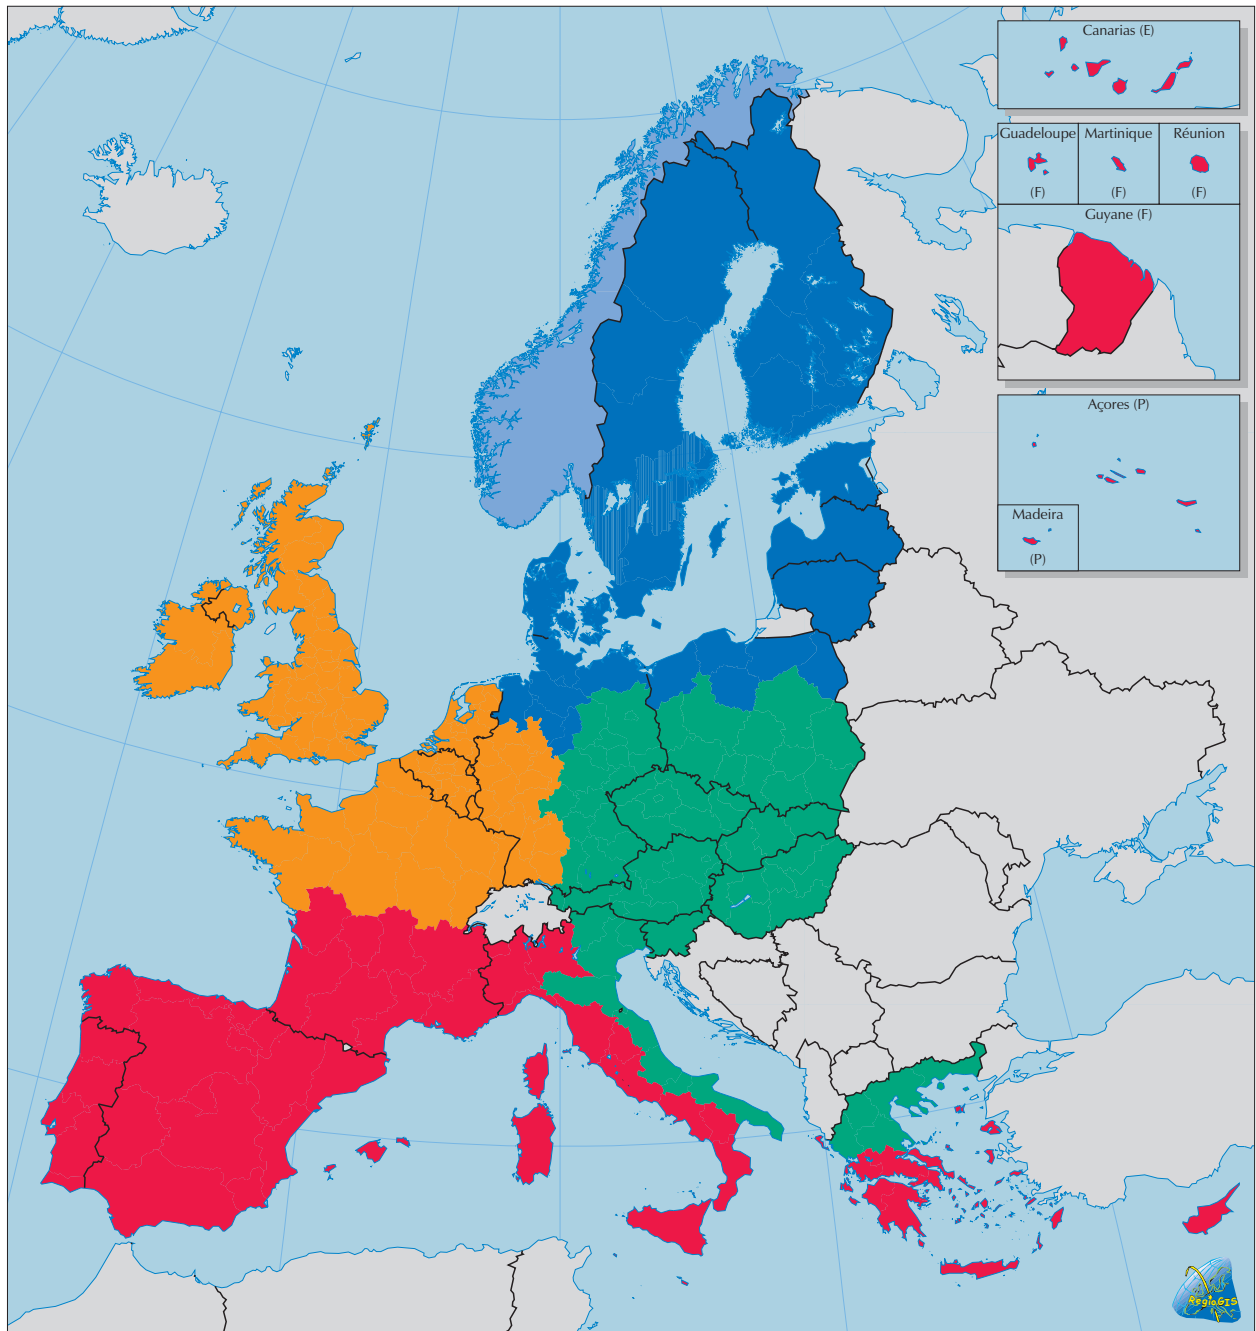 Canarias (E)
Guadeloupe
Martinique
Réunion
(F)
(F)
(F)
Guyane (F)
Açores (P)
Madeira
(P)
RegioGIS